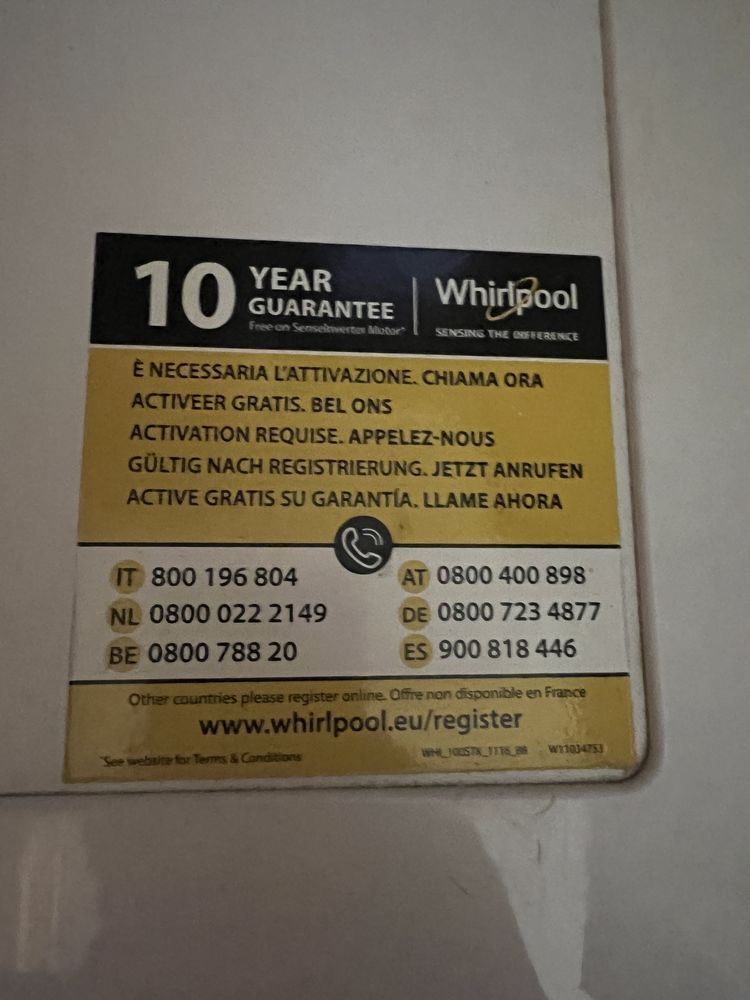 10 YEAR GUARANTEE
Free on SenseInverter Motor*
Whirlpool
SENSING THE DIFFERENCE
È NECESSARIA L'ATTIVAZIONE. CHIAMA ORA
ACTIVEER GRATIS. BEL ONS
ACTIVATION REQUISE. APPELEZ-NOUS
GÜLTIG NACH REGISTRIERUNG. JETZT ANRUFEN
ACTIVE GRATIS SU GARANTÍA. LLAME AHORA
IT 800 196 804
NL 0800 022 2149
BE 0800 788 20
AT 0800 400 898*
DE 0800 723 4877
ES 900 818 446
Other countries please register online. Offre non disponible en France
www.whirlpool.eu/register
*See website for Terms & Conditions
W11034753